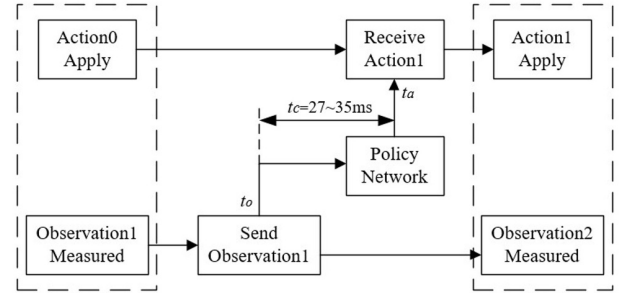 Action0
Apply
Receive
Action1
Action1
Apply
ta
tc=27~35ms
Policy
Network
to
Observation1
Measured
Send
Observation1
Observation2
Measured